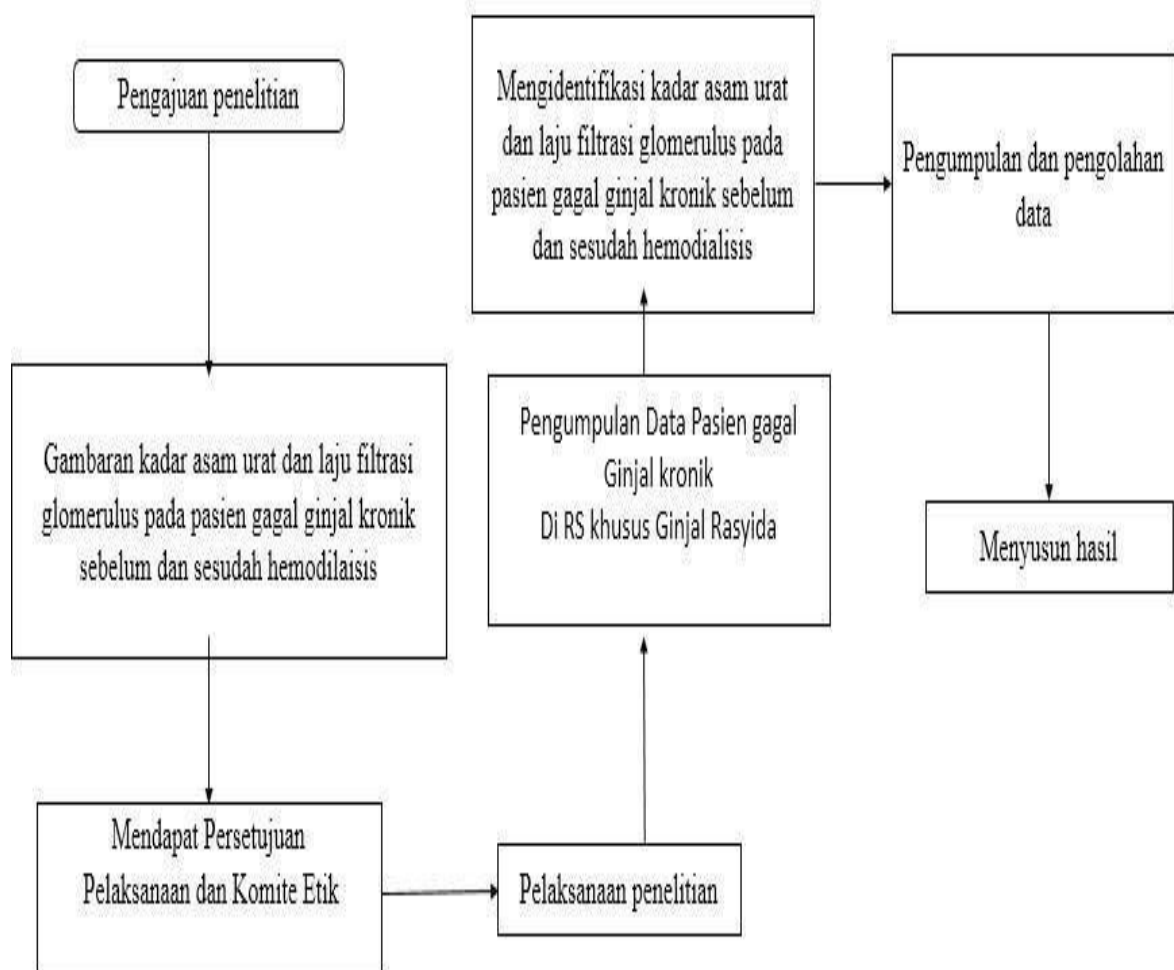 Pengajuan penelitian
Gambaran kadar asam urat dan laju filtrasi
glomerulus pada pasien gagal ginjal kronik
sebelum dan sesudah hemodilaisis
Mendapat Persetujuan
Pelaksanaan dan Komite Etik
Pelaksanaan penelitian
Pengumpulan Data Pasien gagal
Ginjal kronik
Di RS khusus Ginjal Rasyida
Mengidentifikasi kadar asam urat
dan laju filtrasi glomerulus pada
pasien gagal ginjal kronik sebelum
dan sesudah hemodialisis
Pengumpulan dan pengolahan
data
Menyusun hasil